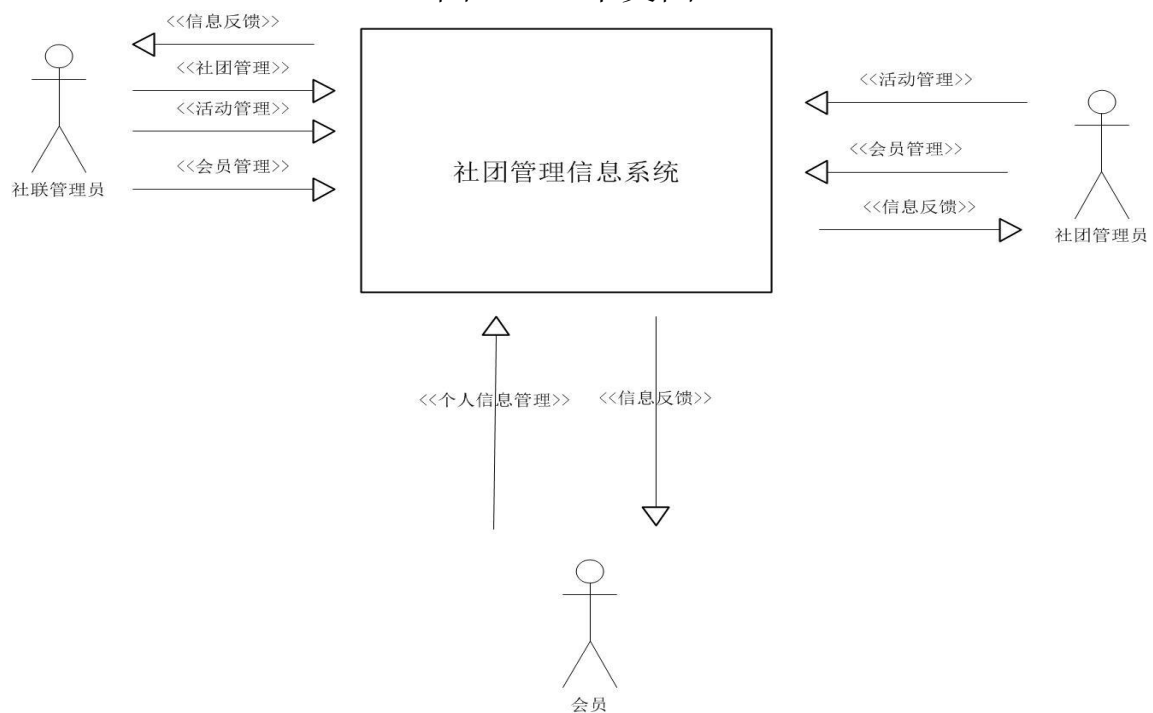 <<信息反馈>>
<<社团管理>>
<<活动管理>>
<<会员管理>>
社联管理员
社团管理信息系统
<<活动管理>>
<<会员管理>>
<<信息反馈>>
社团管理员
<<个人信息管理>>
<<信息反馈>>
会员